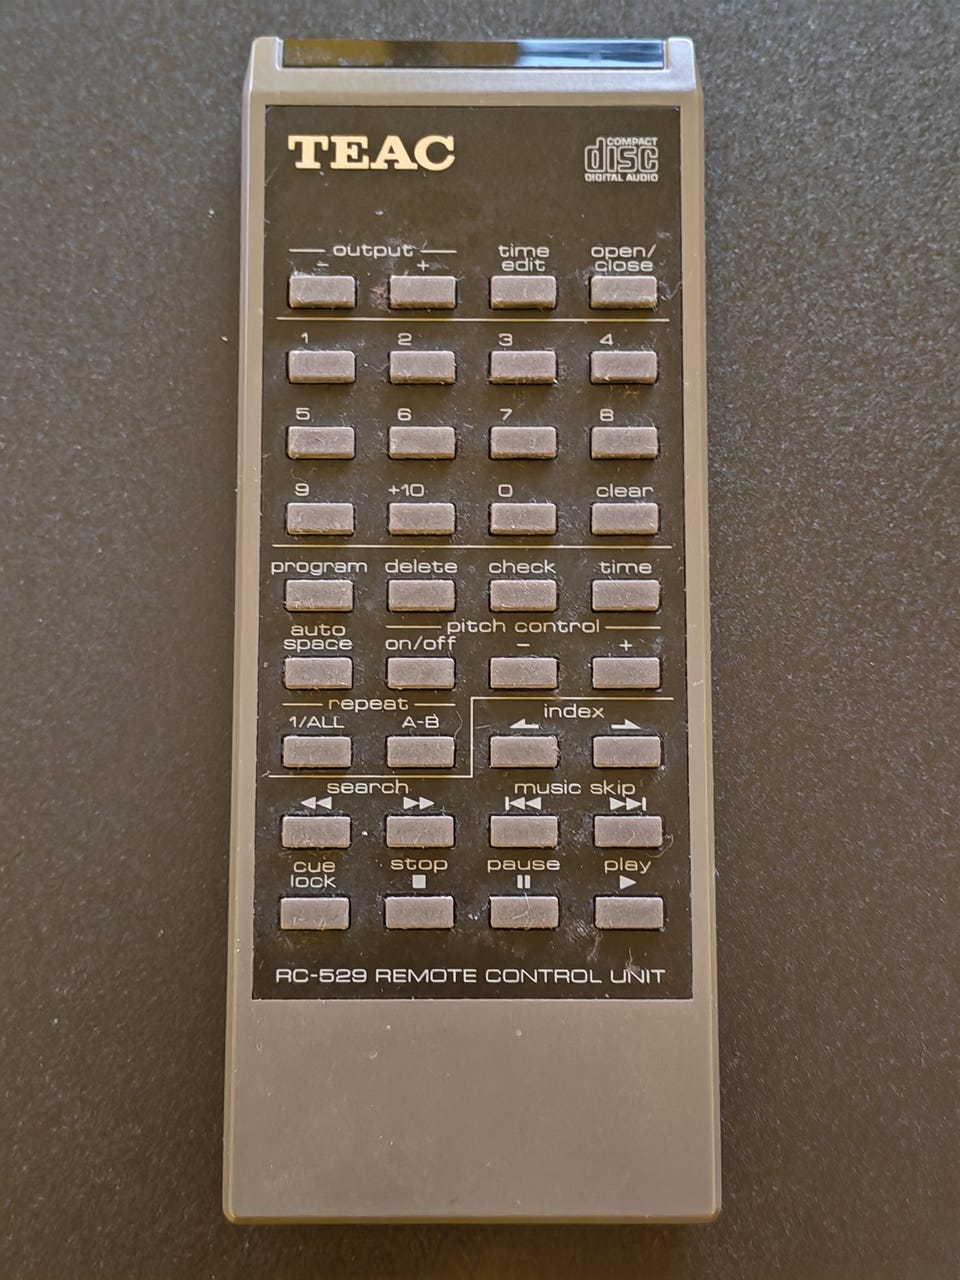 TEAC
COMPACT
disc
DIGITAL AUDIO
output
time
open/
- +
edit
close
1 2 3 4
5 6 7 8
9 +10 0 clear
program delete check time
auto
pitch control
space
on/off - +
repeat
index
1/ALL A-B
search
music skip
cue
stop pause play
lock
RC-529 REMOTE CONTROL UNIT